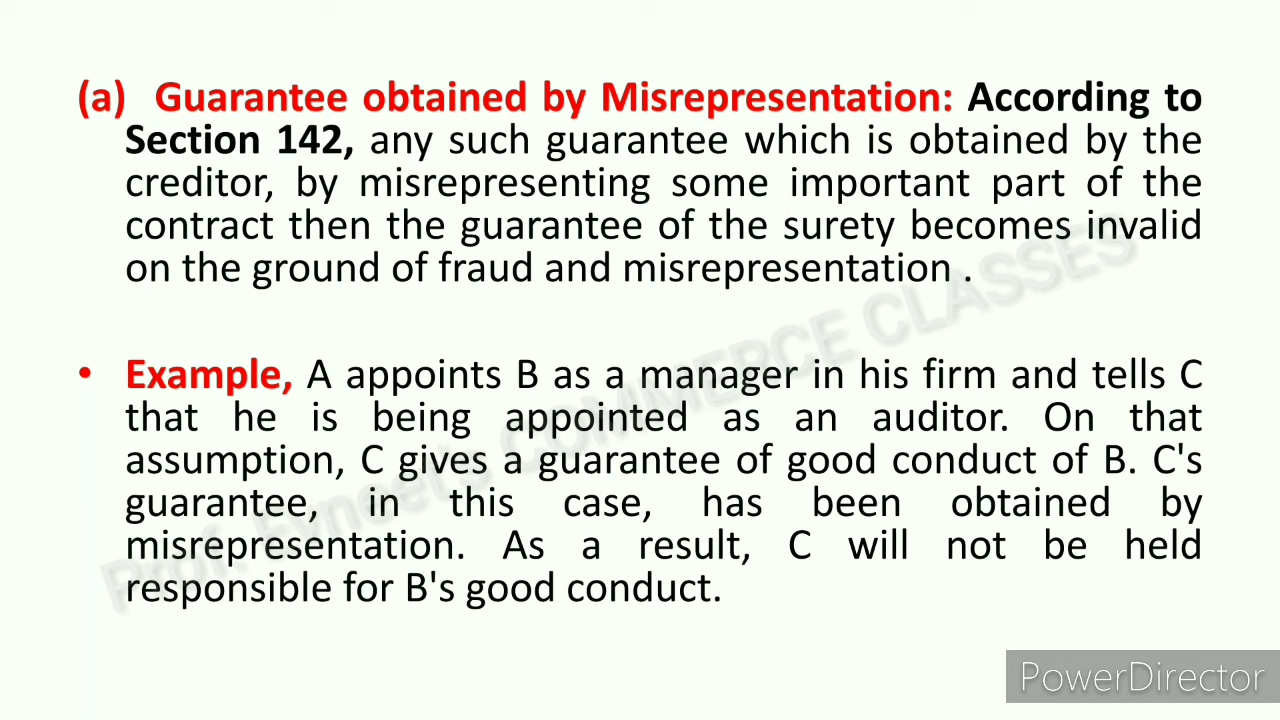 (a) Guarantee obtained by Misrepresentation: According to
Section 142, any such guarantee which is obtained by the
creditor, by misrepresenting some important part of the
contract then the guarantee of the surety becomes invalid
on the ground of fraud and misrepresentation .
• Example, A appoints B as a manager in his firm and tells C
that he is being appointed as an auditor. On that
assumption, C gives a guarantee of good conduct of B. C's
guarantee, in this case, has been obtained by
misrepresentation. As a result, C will not be held
responsible for B's good conduct.
Prof. COMMERCE CLASSES
PowerDirector